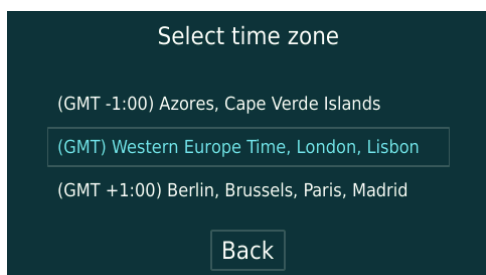 Select time zone
(GMT -1:00) Azores, Cape Verde Islands
(GMT) Western Europe Time, London, Lisbon
(GMT +1:00) Berlin, Brussels, Paris, Madrid
Back